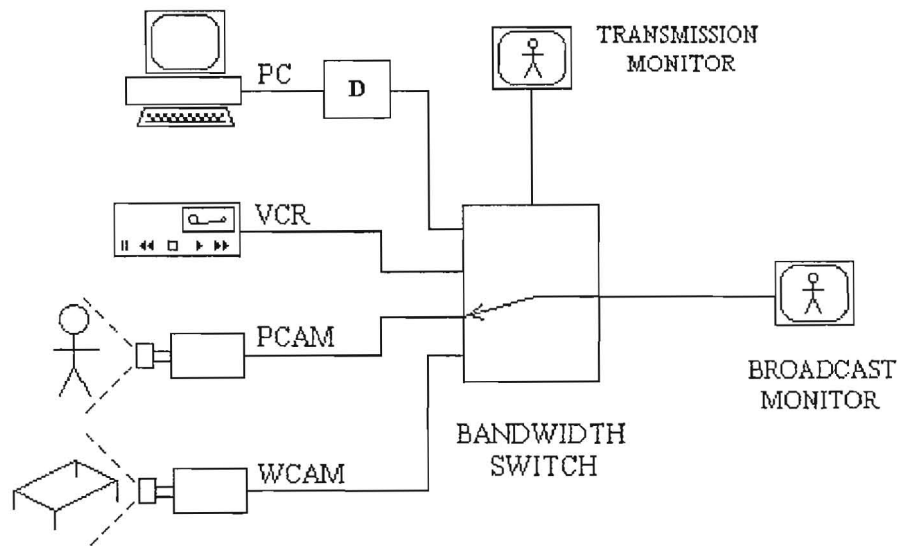 TRANSMISSION
MONITOR
PC
D
VCR
PCAM
BROADCAST
MONITOR
BANDWIDTH
SWITCH
WCAM